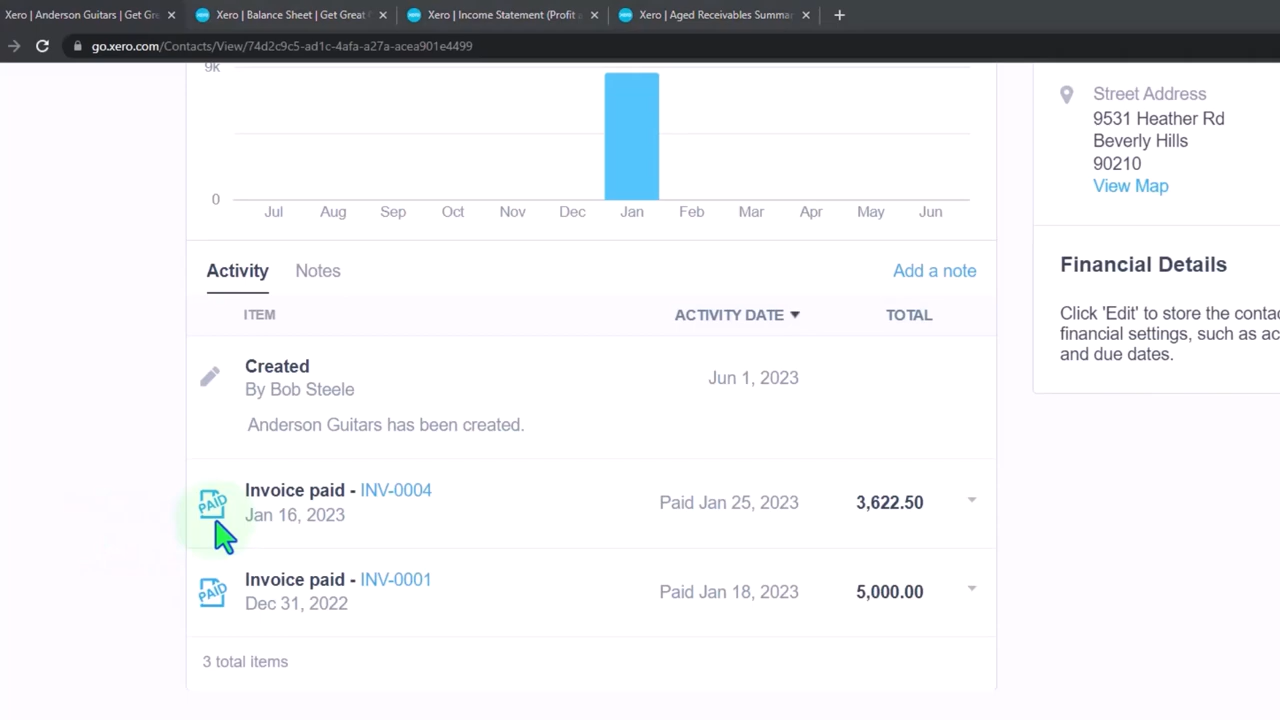 Xero | Anderson Guitars | Get Gre
Xero | Balance Sheet | Get Great
Xero | Income Statement (Profit a
Xero | Aged Receivables Summar
go.xero.com/Contacts/View/74d2c9c5-ad1c-4afa-a27a-acea901e4499
9k
0
Jul Aug Sep Oct Nov Dec Jan Feb Mar Apr May Jun
Activity Notes Add a note
ITEM ACTIVITY DATE TOTAL
Created
By Bob Steele
Jun 1, 2023
Anderson Guitars has been created.
PAID
Invoice paid - INV-0004
Jan 16, 2023
Paid Jan 25, 2023 3,622.50
PAID
Invoice paid - INV-0001
Dec 31, 2022
Paid Jan 18, 2023 5,000.00
3 total items
Street Address
9531 Heather Rd
Beverly Hills
90210
View Map
Financial Details
Click 'Edit' to store the contac
financial settings, such as ac
and due dates.